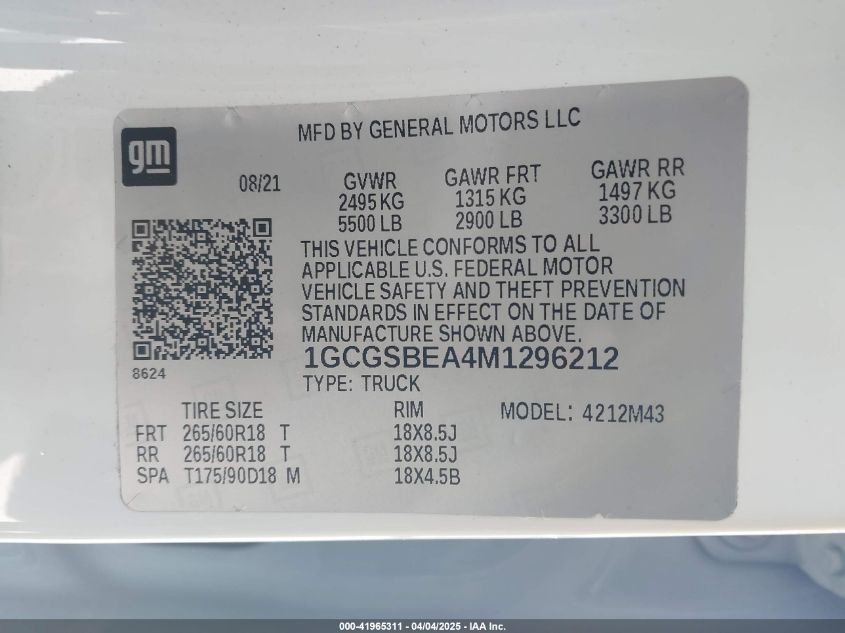 MFD BY GENERAL MOTORS LLC
gm
08/21
GVWR GAWR FRT GAWR RR
2495 KG 1315 KG 1497 KG
5500 LB 2900 LB 3300 LB
THIS VEHICLE CONFORMS TO ALL
APPLICABLE U.S. FEDERAL MOTOR
VEHICLE SAFETY AND THEFT PREVENTION
STANDARDS IN EFFECT ON THE DATE OF
MANUFACTURE SHOWN ABOVE.
1GCGSBEA4M1296212
8624
TYPE: TRUCK
TIRE SIZE RIM MODEL: 4212M43
FRT 265/60R18 T 18X8.5J
RR 265/60R18 T 18X8.5J
SPA T175/90D18 M 18X4.5B
000-41965311 - 04/04/2025 - IAA Inc.